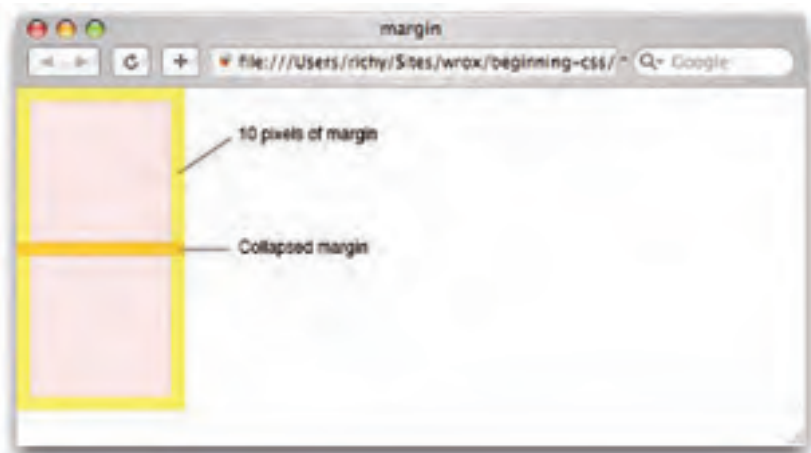 margin
file:///Users/richy/Sites/wrox/beginning-css/
Google
10 pixels of margin
Collapsed margin